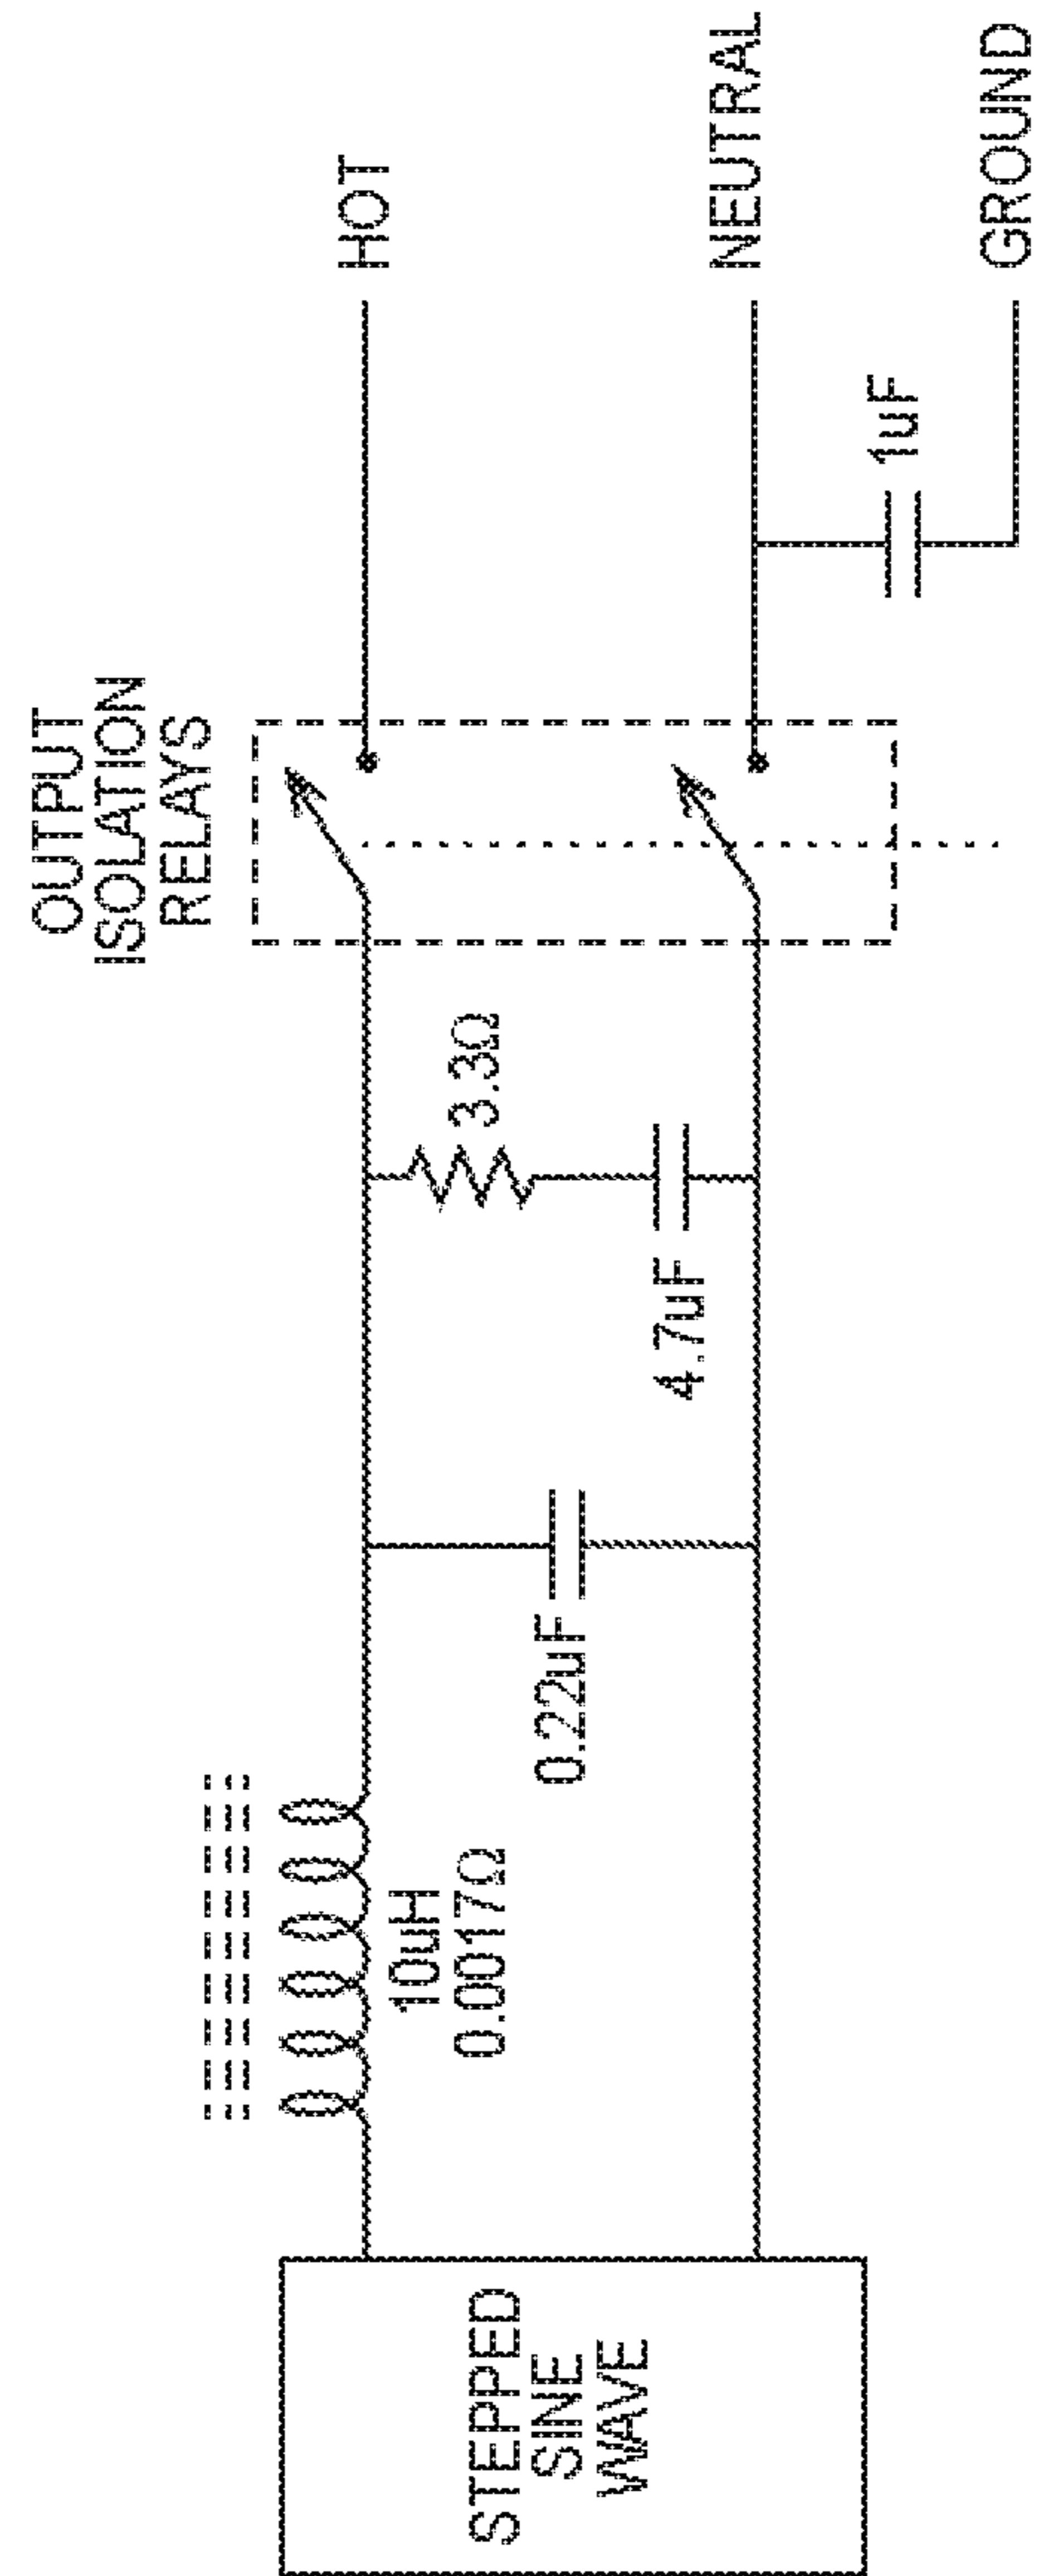 STEPPED
SINE
WAVE
10uH
0.0017Ω
0.22uF
4.7uF
3.3Ω
OUTPUT
ISOLATION
RELAYS
1uF
HOT
NEUTRAL
GROUND